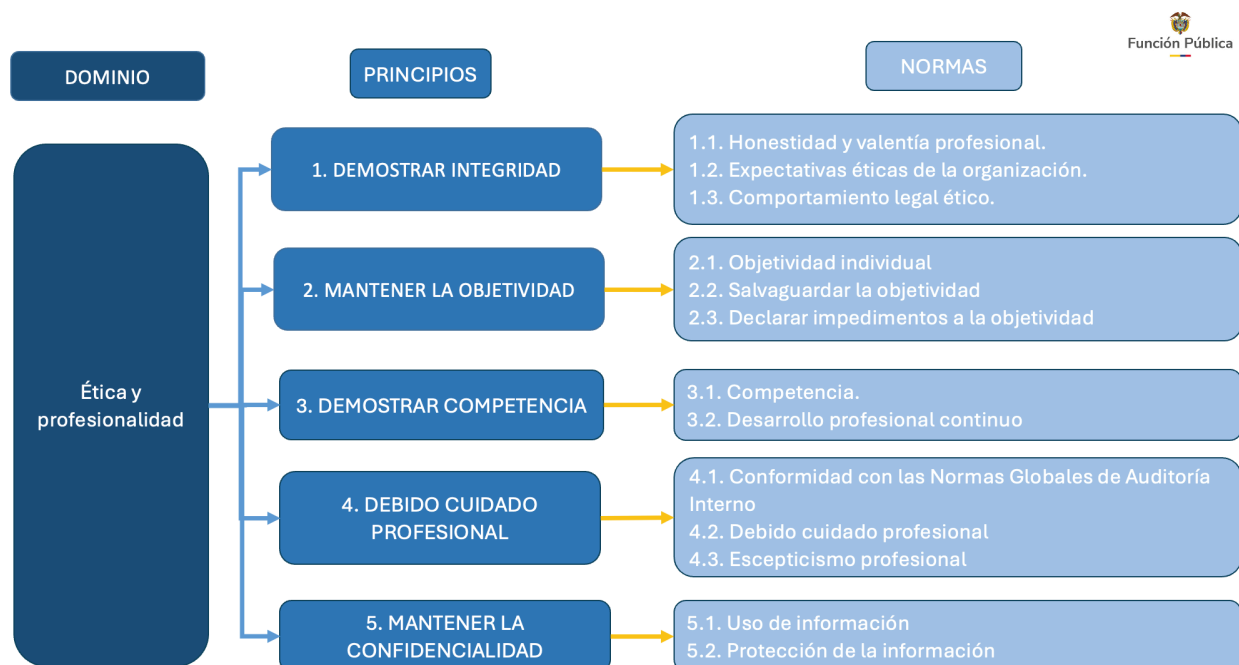 Función Pública
DOMINIO
PRINCIPIOS
NORMAS
Ética y
profesionalidad
1. DEMOSTRAR INTEGRIDAD
1.1. Honestidad y valentía profesional.
1.2. Expectativas éticas de la organización.
1.3. Comportamiento legal ético.
2. MANTENER LA OBJETIVIDAD
2.1. Objetividad individual
2.2. Salvaguardar la objetividad
2.3. Declarar impedimentos a la objetividad
3. DEMOSTRAR COMPETENCIA
3.1. Competencia.
3.2. Desarrollo profesional continuo
4. DEBIDO CUIDADO
PROFESIONAL
4.1. Conformidad con las Normas Globales de Auditoría
Interno
4.2. Debido cuidado profesional
4.3. Escepticismo profesional
5. MANTENER LA
CONFIDENCIALIDAD
5.1. Uso de información
5.2. Protección de la información